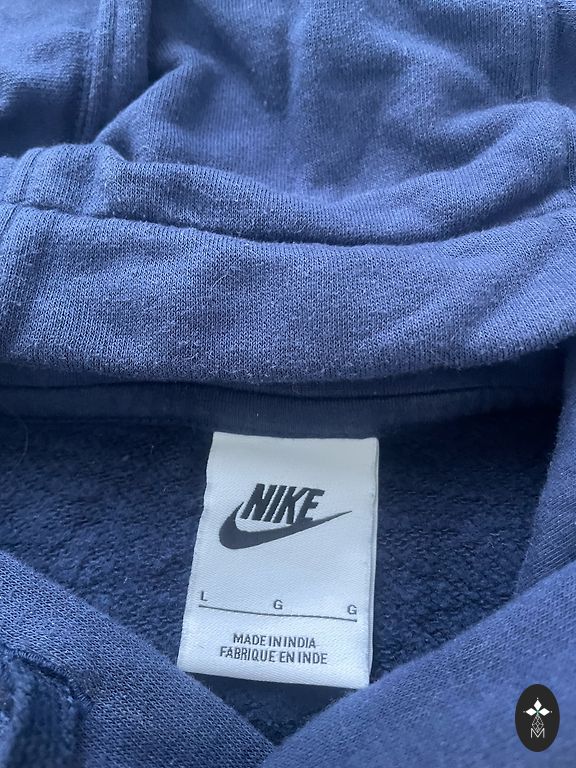 NIKE
L G G
MADE IN INDIA
FABRIQUE EN INDE
M